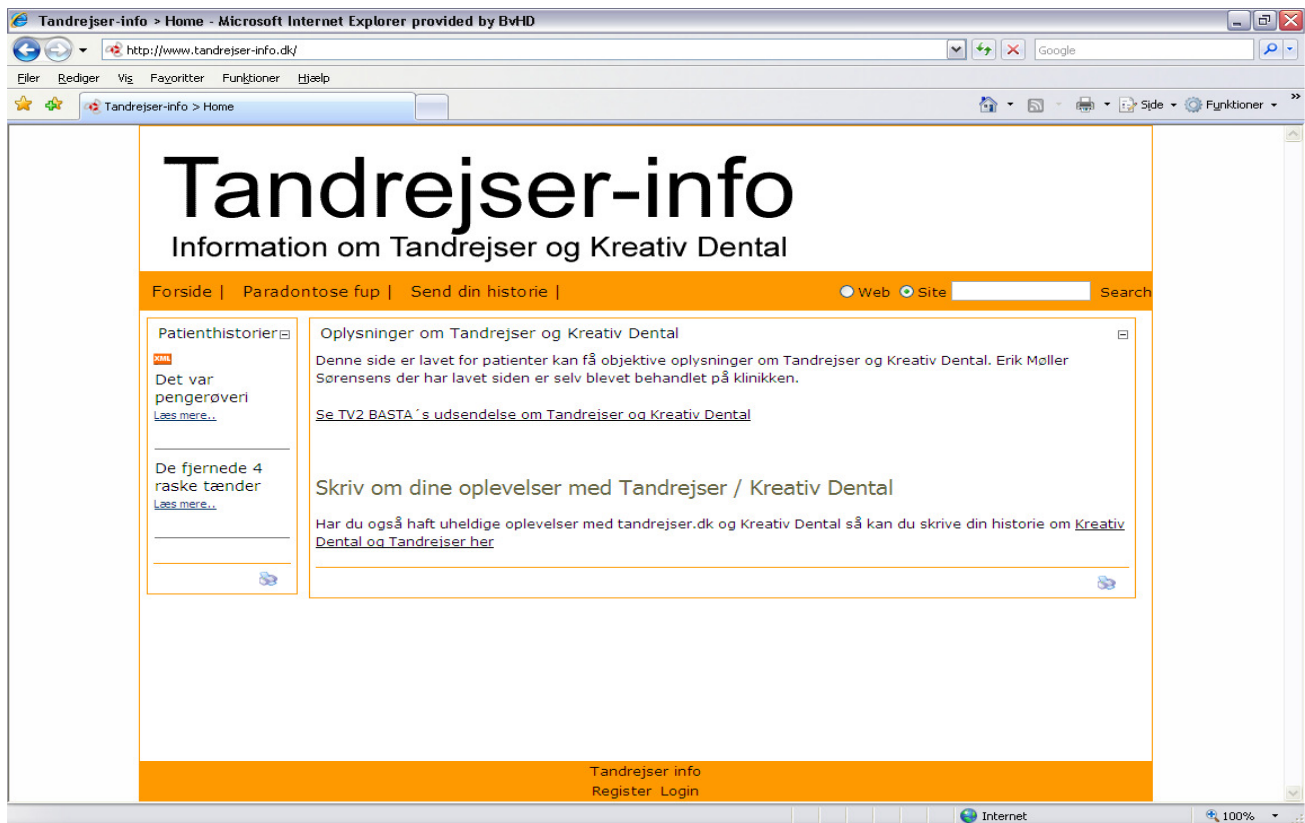 Tandrejser-info > Home - Microsoft Internet Explorer provided by BvHD
http://www.tandrejser-info.dk/
Google
Filer Rediger Vis Favoritter Funktioner Hjælp
Tandrejser-info > Home
Side Funktioner »
Tandrejser-info
Information om Tandrejser og Kreativ Dental
Forside | Paradontose fup | Send din historie |
Web Site Search
Patienthistorier
XML
Det var
pengerøveri
Læs mere..
De fjernede 4
raske tænder
Læs mere..
Oplysninger om Tandrejser og Kreativ Dental
Denne side er lavet for patienter kan få objektive oplysninger om Tandrejser og Kreativ Dental. Erik Møller
Sørensens der har lavet siden er selv blevet behandlet på klinikken.
Se TV2 BASTA´s udsendelse om Tandrejser og Kreativ Dental
Skriv om dine oplevelser med Tandrejser / Kreativ Dental
Har du også haft uheldige oplevelser med tandrejser.dk og Kreativ Dental så kan du skrive din historie om Kreativ
Dental og Tandrejser her
Tandrejser info
Register Login
Internet
100%